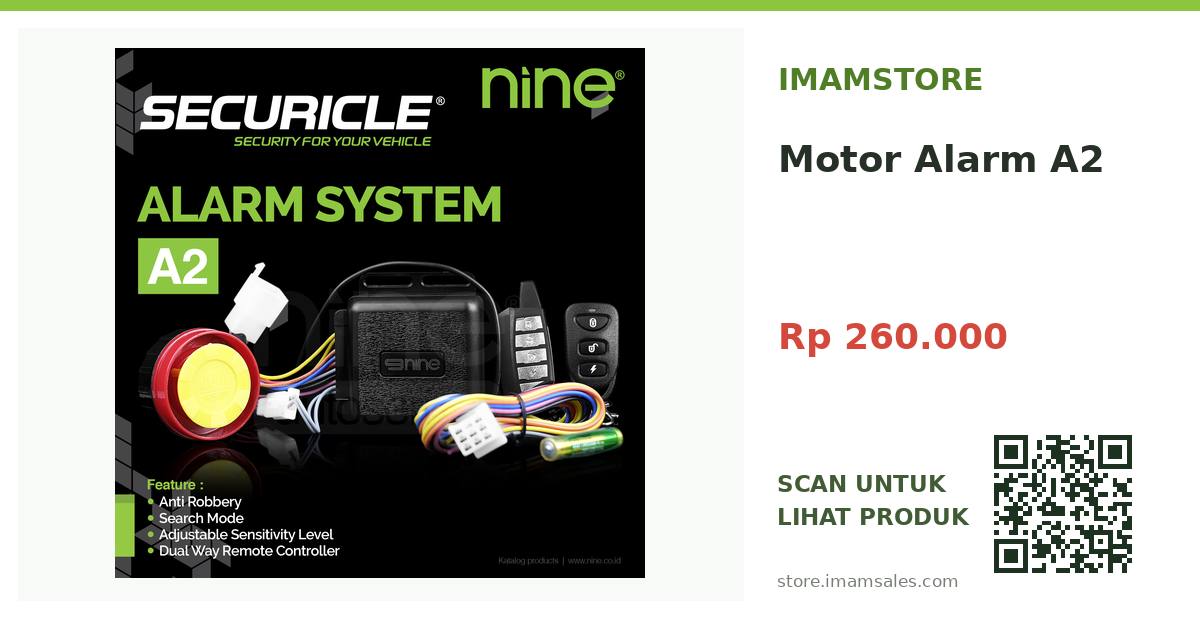 nine®
SECURICLE®
SECURITY FOR YOUR VEHICLE
ALARM SYSTEM
A2
nine
Feature :
• Anti Robbery
• Search Mode
• Adjustable Sensitivity Level
• Dual Way Remote Controller
Katalog products | www.nine.co.id
IMAMSTORE
Motor Alarm A2
Rp 260.000
SCAN UNTUK
LIHAT PRODUK
store.imamsales.com